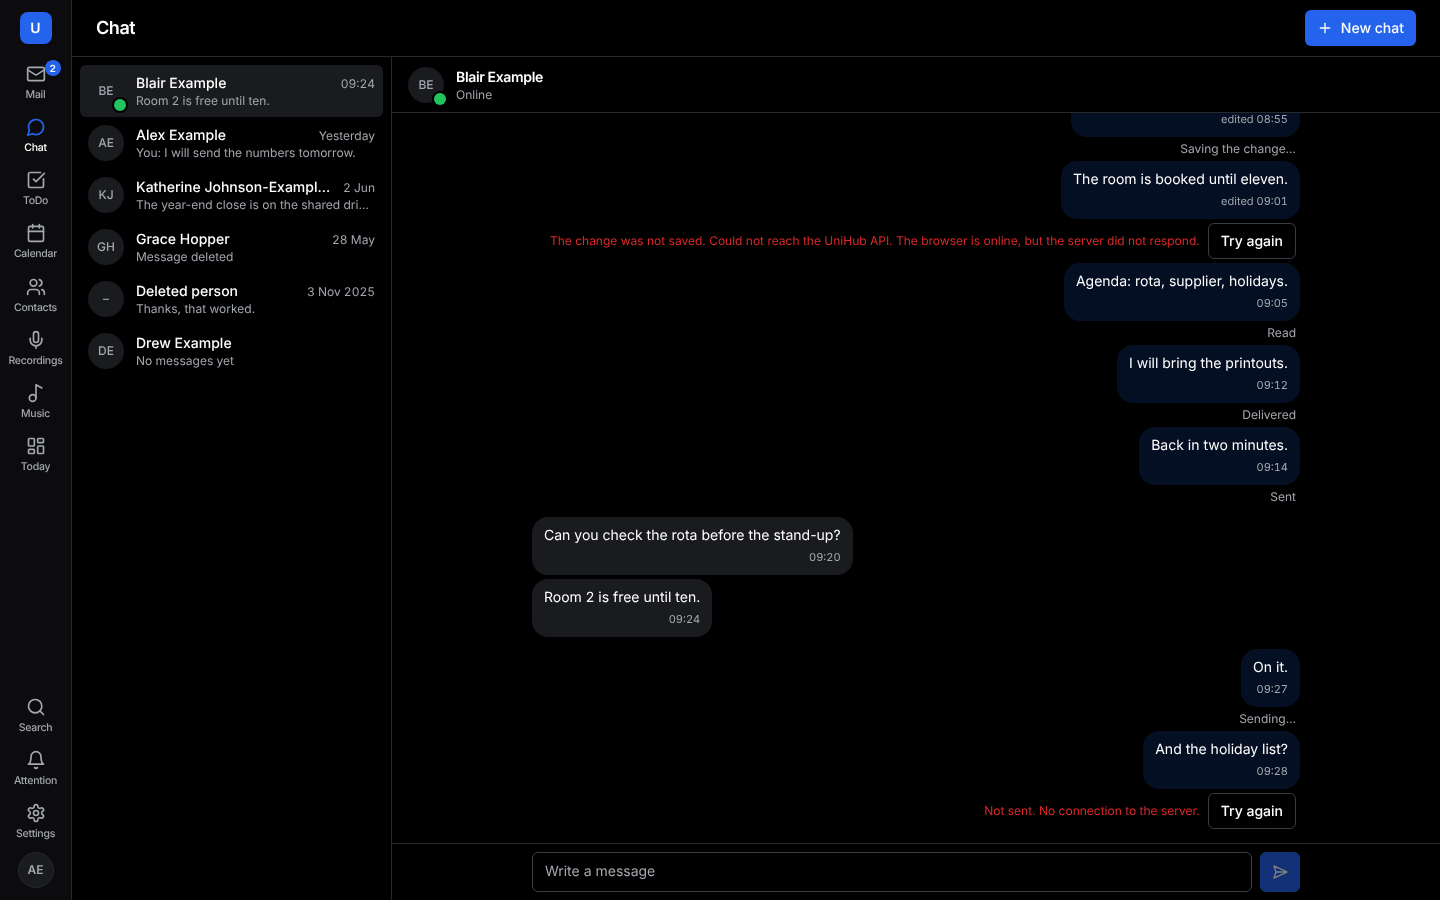 U
Mail
2
Chat
ToDo
Calendar
Contacts
Recordings
Music
Today
Search
Attention
Settings
AE
Chat
New chat
BE
Blair Example
09:24
Room 2 is free until ten.
AE
Alex Example
Yesterday
You: I will send the numbers tomorrow.
KJ
Katherine Johnson-Exampl...
2 Jun
The year-end close is on the shared dri...
GH
Grace Hopper
28 May
Message deleted
–
Deleted person
3 Nov 2025
Thanks, that worked.
DE
Drew Example
No messages yet
BE
Blair Example
Online
edited 08:55
Saving the change...
The room is booked until eleven.
edited 09:01
The change was not saved. Could not reach the UniHub API. The browser is online, but the server did not respond.
Try again
Agenda: rota, supplier, holidays.
09:05
Read
I will bring the printouts.
09:12
Delivered
Back in two minutes.
09:14
Sent
Can you check the rota before the stand-up?
09:20
Room 2 is free until ten.
09:24
On it.
09:27
Sending...
And the holiday list?
09:28
Not sent. No connection to the server.
Try again
Write a message